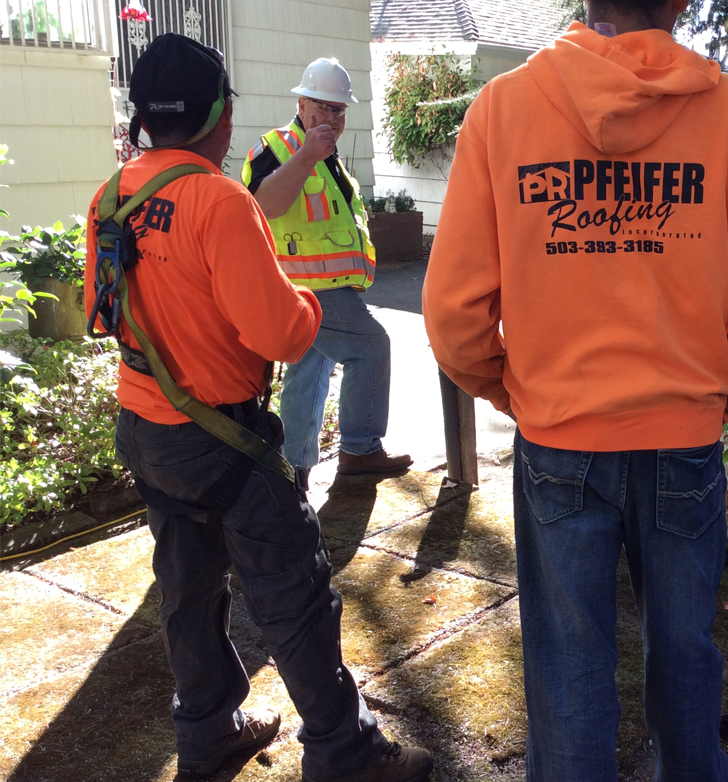 PR PFEIFER
Roofing
incorporated
503-393-3185
FER